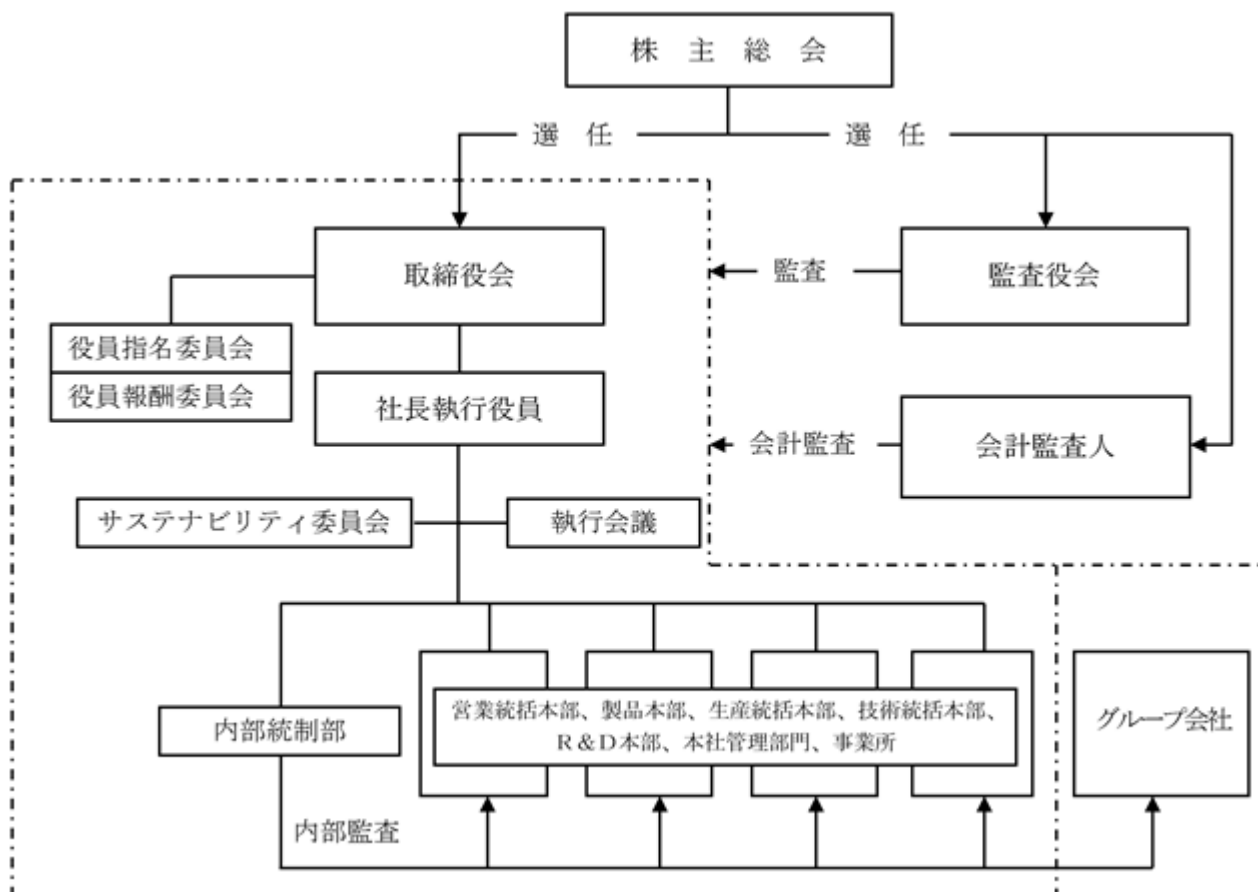 株 主 総 会
選 任
選 任
取締役会
監査
監査役会
役員指名委員会
役員報酬委員会
社長執行役員
会計監査
会計監査人
サステナビリティ委員会
執行会議
内部統制部
営業統括本部、製品本部、生産統括本部、技術統括本部、
R＆D本部、本社管理部門、事業所
グループ会社
内部監査